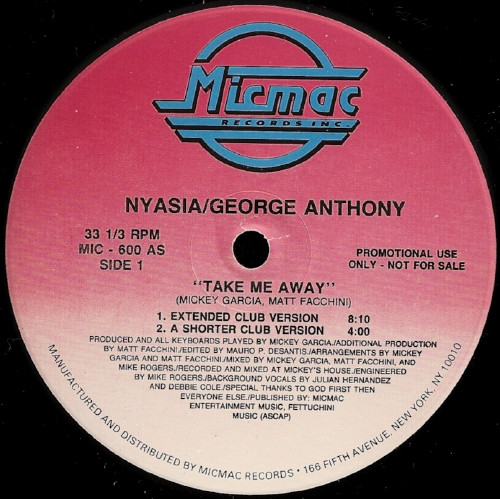 Micmac
RECORDS INC.
NYASIA/GEORGE ANTHONY
33 1/3 RPM
MIC - 600 AS
SIDE 1
PROMOTIONAL USE
ONLY - NOT FOR SALE
"TAKE ME AWAY"
(MICKEY GARCIA, MATT FACCHINI)
1. EXTENDED CLUB VERSION 8:10
2. A SHORTER CLUB VERSION 4:00
PRODUCED AND ALL KEYBOARDS PLAYED BY MICKEY GARCIA./ADDITIONAL PRODUCTION
BY MATT FACCHINI/EDITED BY MAURO P. DESANTIS./ARRANGEMENTS BY MICKEY
GARCIA AND MATT FACCHINI/MIXED BY MICKEY GARCIA, MATT FACCHINI, AND
MIKE ROGERS./RECORDED AND MIXED AT MICKEY'S HOUSE./ENGINEERED
BY MIKE ROGERS./BACKGROUND VOCALS BY JULIAN HERNANDEZ
AND DEBBIE COLE./SPECIAL THANKS TO GOD FIRST THEN
EVERYONE ELSE./PUBLISHED BY: MICMAC
ENTERTAINMENT MUSIC, FETTUCHINI
MUSIC (ASCAP)
MANUFACTURED AND DISTRIBUTED BY MICMAC RECORDS • 166 FIFTH AVENUE, NEW YORK, NY 10010